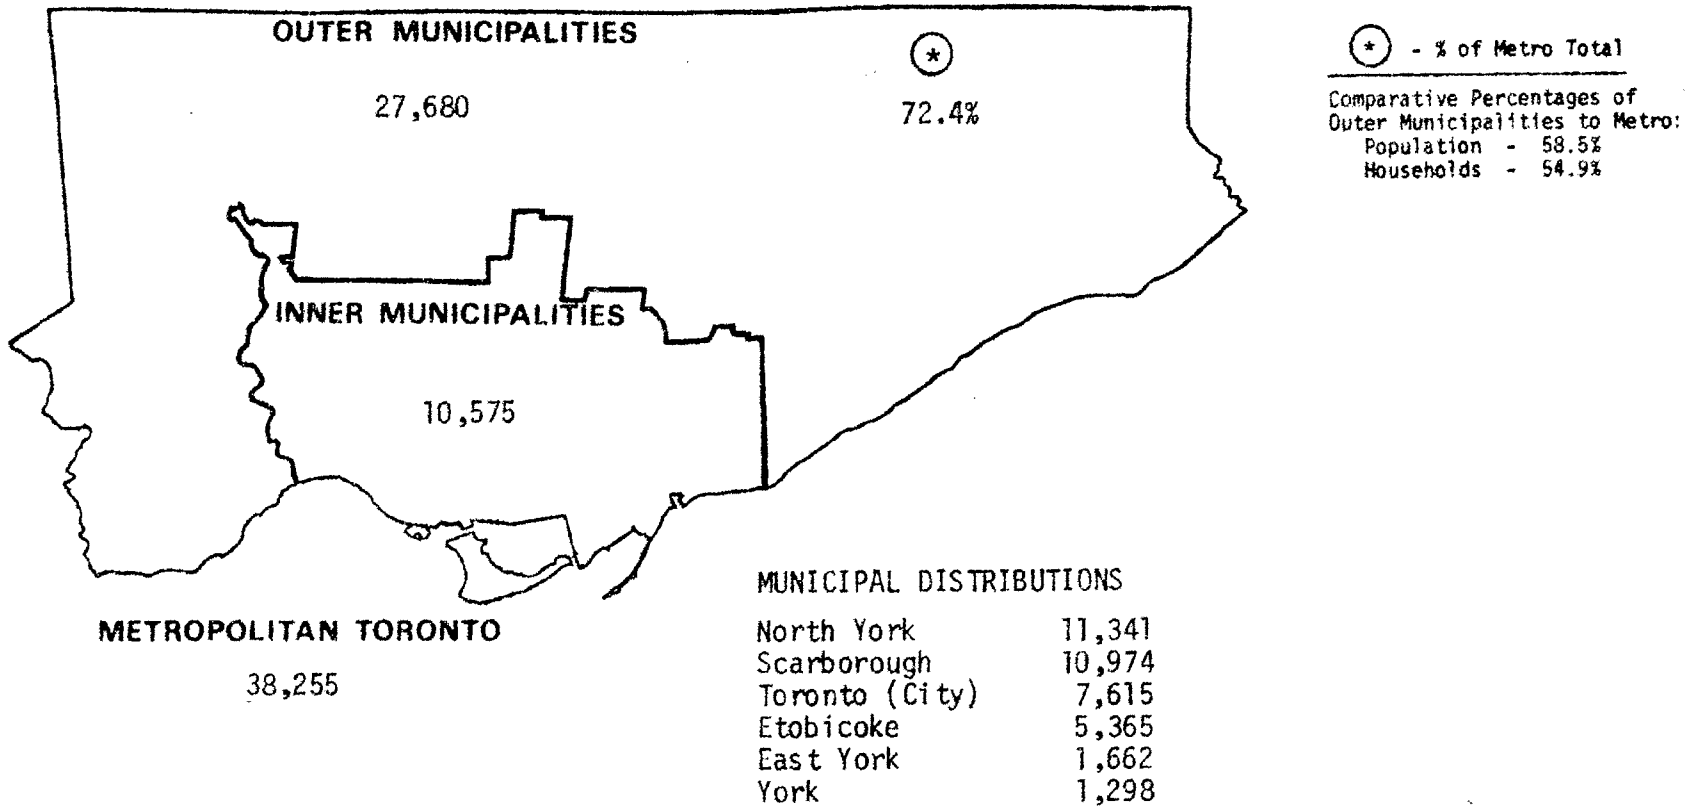 OUTER MUNICIPALITIES
27,680
*
72.4%
* - % of Metro Total
Comparative Percentages of
Outer Municipalities to Metro:
Population - 58.5%
Households - 54.9%
INNER MUNICIPALITIES
10,575
METROPOLITAN TORONTO
38,255
MUNICIPAL DISTRIBUTIONS
North York 11,341
Scarborough 10,974
Toronto (City) 7,615
Etobicoke 5,365
East York 1,662
York 1,298